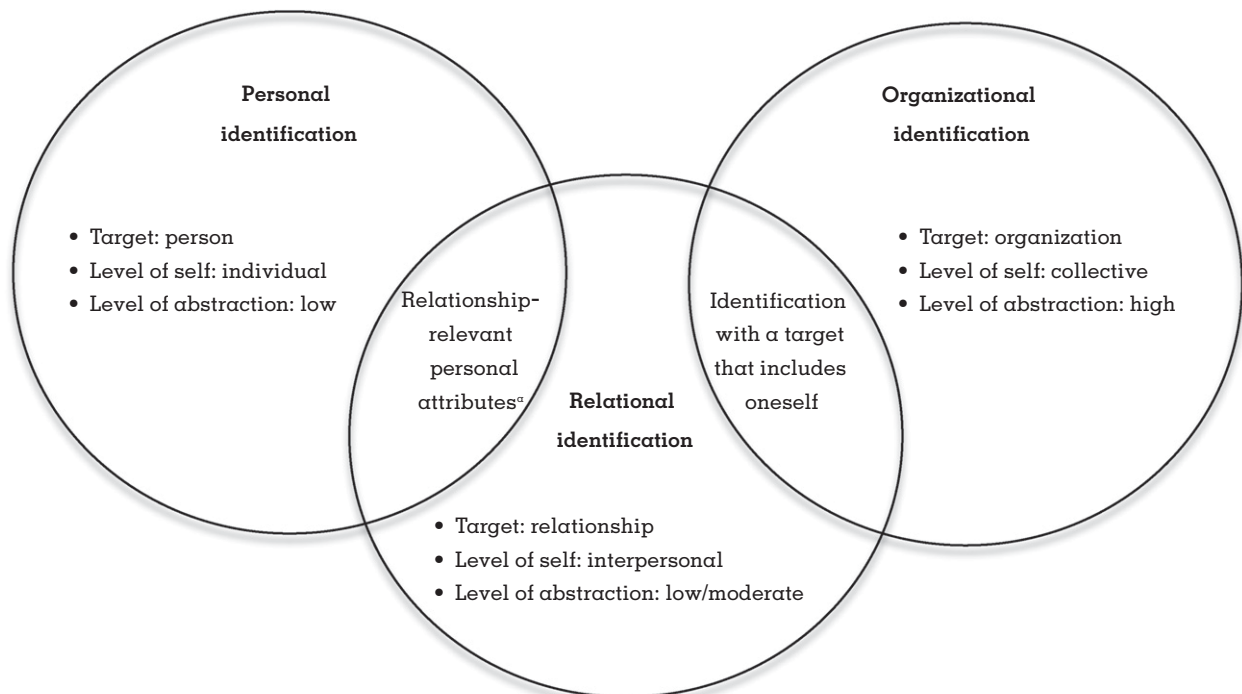 Personal
identification
• Target: person
• Level of self: individual
• Level of abstraction: low
Relationship-
relevant
personal
attributesᵃ
Relational
identification
• Target: relationship
• Level of self: interpersonal
• Level of abstraction: low/moderate
Identification
with a target
that includes
oneself
Organizational
identification
• Target: organization
• Level of self: collective
• Level of abstraction: high